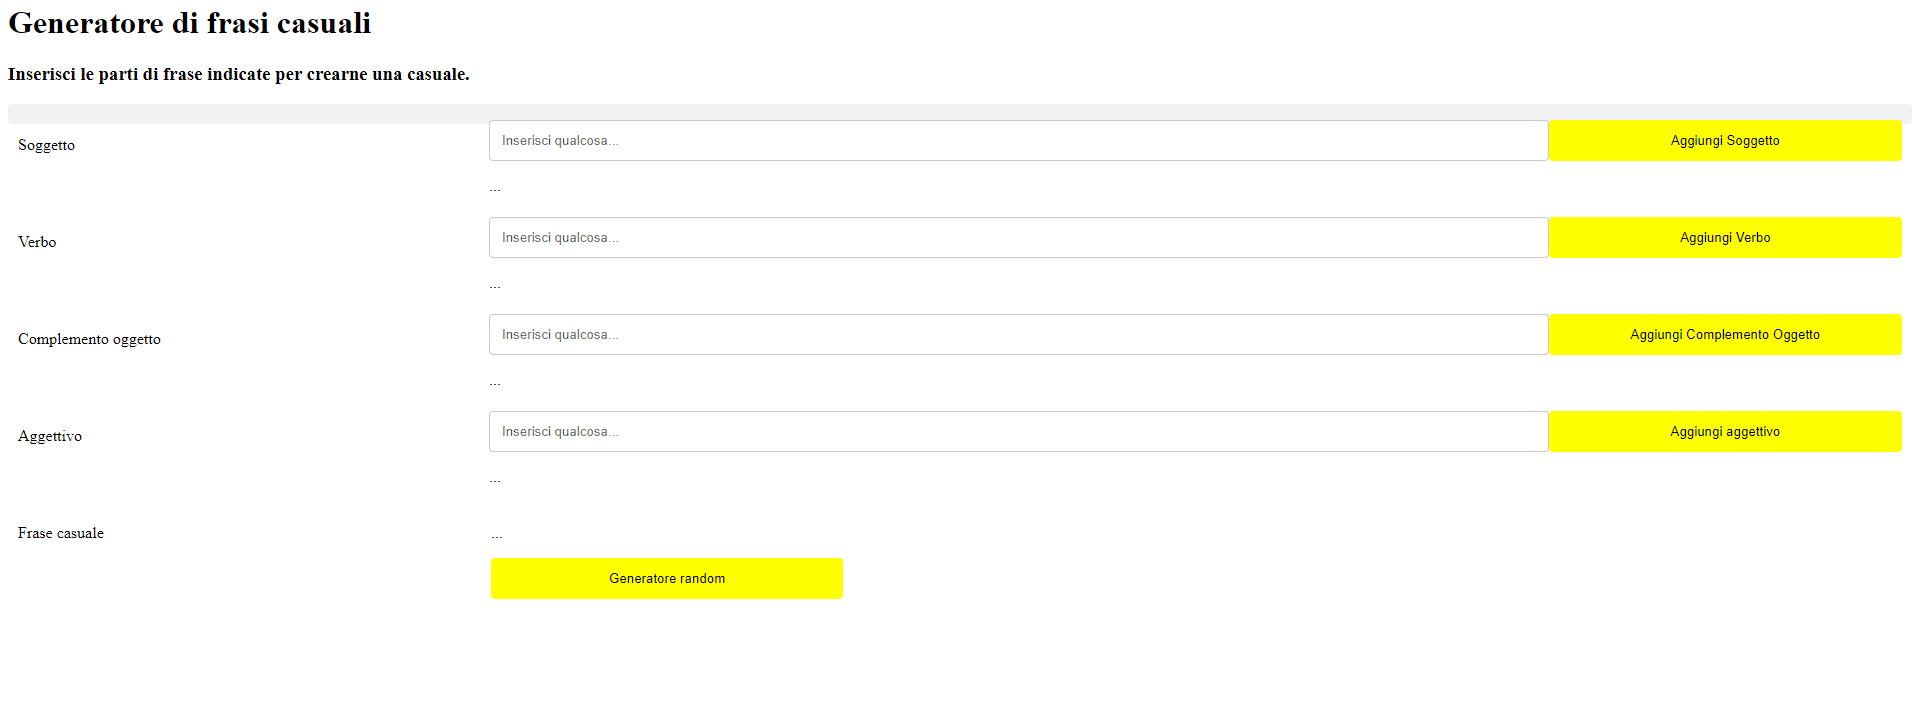 Generatore di frasi casuali
Inserisci le parti di frase indicate per crearne una casuale.
Soggetto
Inserisci qualcosa...
Aggiungi Soggetto
...
Verbo
Inserisci qualcosa...
Aggiungi Verbo
...
Complemento oggetto
Inserisci qualcosa...
Aggiungi Complemento Oggetto
...
Aggettivo
Inserisci qualcosa...
Aggiungi aggettivo
...
Frase casuale
...
Generatore random